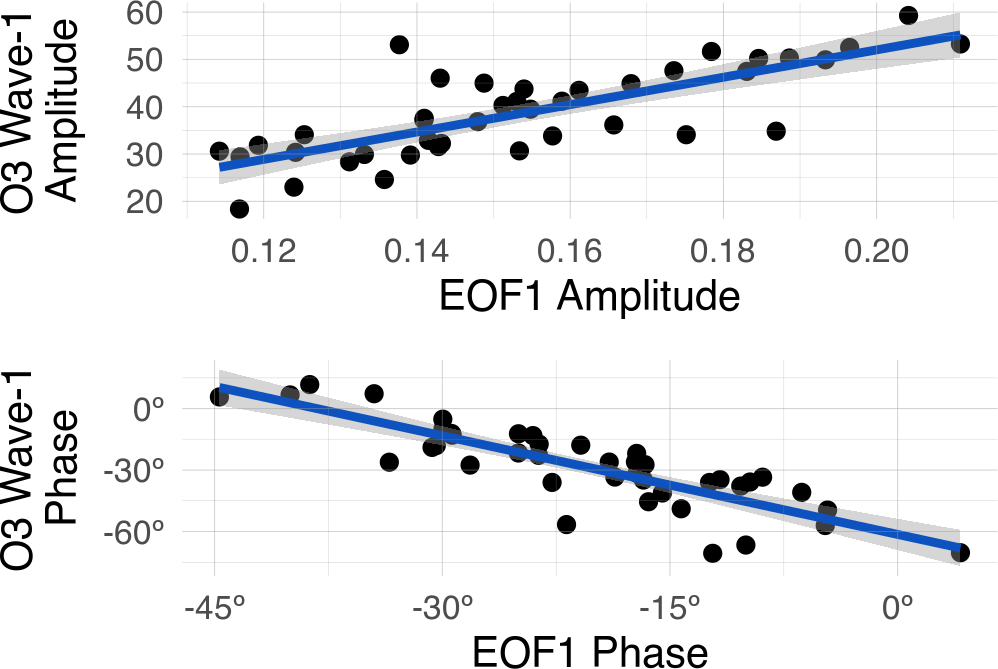 O3 Wave-1
Amplitude
60
50
40
30
20
0.12 0.14 0.16 0.18 0.20
EOF1 Amplitude
O3 Wave-1
Phase
0º
-30º
-60º
-45º -30º -15º 0º
EOF1 Phase